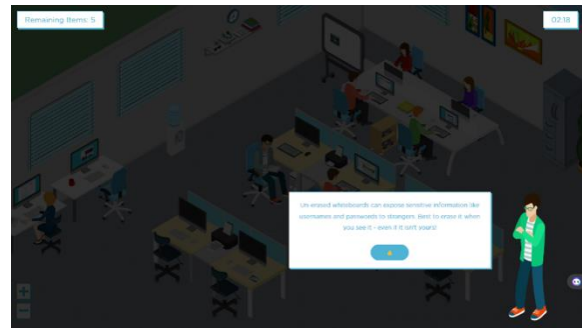 Remaining Items: 5
02:18
Un-erased whiteboards can expose sensitive information like
usernames and passwords to strangers. Best to erase it when
you see it - even if it isn't yours!